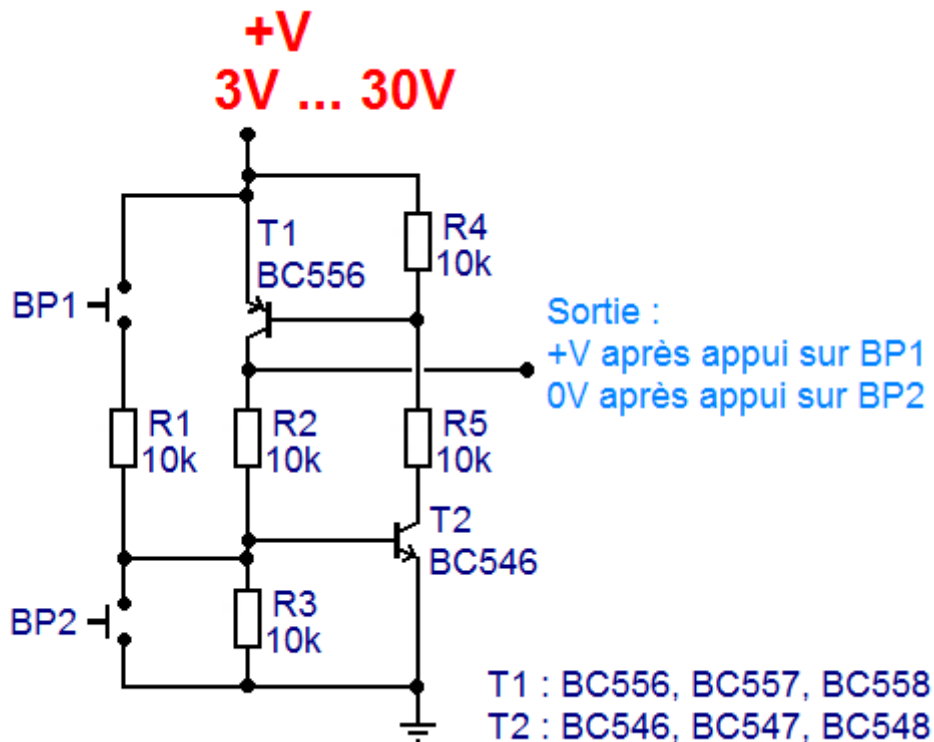 +V
3V ... 30V
T1
BC556
R4
10k
BP1
Sortie :
+V après appui sur BP1
0V après appui sur BP2
R1
10k
R2
10k
R5
10k
T2
BC546
BP2
R3
10k
T1 : BC556, BC557, BC558
T2 : BC546, BC547, BC548